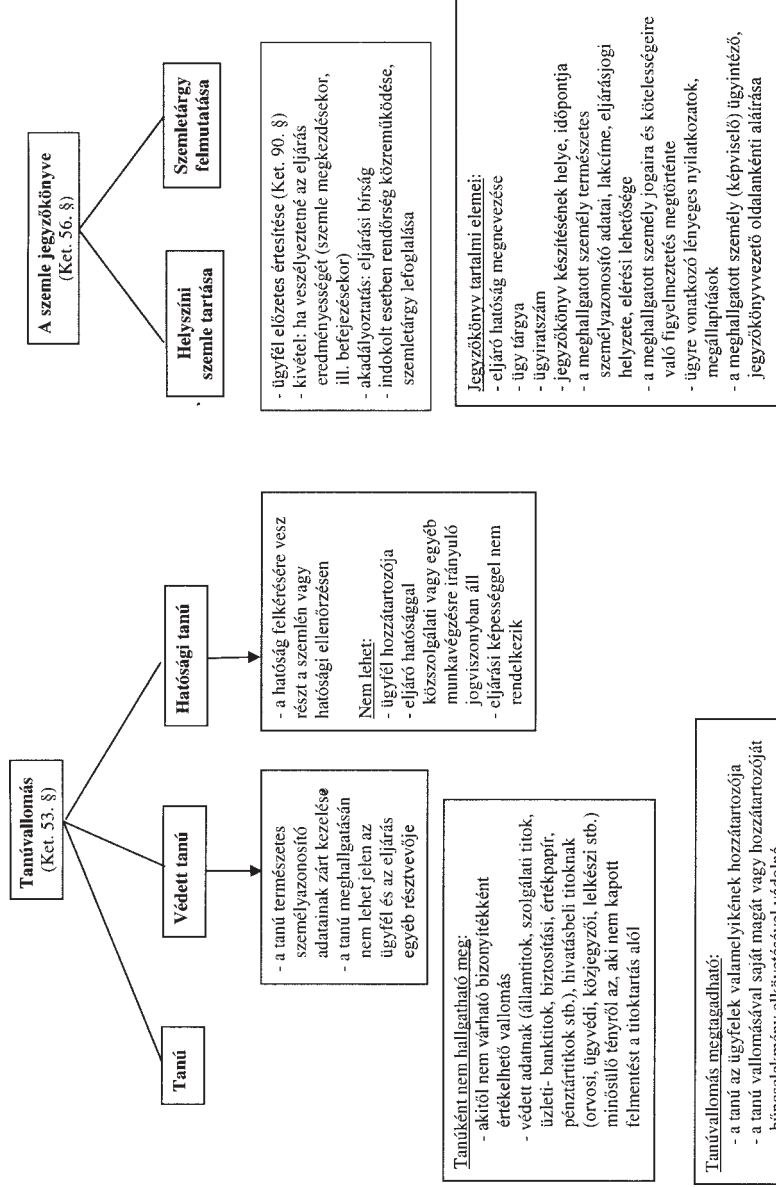 Tanúvallomás
(Ket. 53. §)
Tanú
Védett tanú
Hatósági tanú
- a tanú természetes
személyazonosító
adatainak zárt kezelése
- a tanú meghallgatásán
nem lehet jelen az
ügyfél és az eljárás
egyéb résztvevője
- a hatóság felkérésére vesz
részt a szemlén vagy
hatósági ellenőrzésen
Nem lehet:
- ügyfél hozzátartozója
- eljáró hatósággal
közszolgálati vagy egyéb
munkavégzésre irányuló
jogviszonyban áll
- eljárási képességgel nem
rendelkezik
Tanúként nem hallgatható meg:
- akitől nem várható bizonyítékként
értékelhető vallomás
- védett adatnak (államtitok, szolgálati titok,
üzleti- banktitok, biztosítási, értékpapír,
pénztártitkok stb.), hivatásbeli titoknak
(orvosi, ügyvédi, közjegyzői, lelkészi stb.)
minősülő tényről az, aki nem kapott
felmentést a titoktartás alól
Tanúvallomás megtagadható:
- a tanú az ügyfelek valamelyikének hozzátartozója
- a tanú vallomásával saját magát vagy hozzátartozóját
A szemle jegyzőkönyve
(Ket. 56. §)
Helyszíni
szemle tartása
Szemletárgy
felmutatása
- ügyfél előzetes értesítése (Ket. 90. §)
- kivétel: ha veszélyeztetné az eljárás
eredményességét (szemle megkezdésekor,
ill. befejezésekor)
- akadályoztatás: eljárási bírság
- indokolt esetben rendőrség közreműködése,
szemletárgy lefoglalása
Jegyzőkönyv tartalmi elemei:
- eljáró hatóság megnevezése
- ügy tárgya
- ügyiratszám
- jegyzőkönyv készítésének helye, időpontja
- a meghallgatott személy természetes
személyazonosító adatai, lakcíme, eljárásjogi
helyzete, elérési lehetősége
- a meghallgatott személy jogaira és kötelességeire
való figyelmeztetés megtörténte
- ügyre vonatkozó lényeges nyilatkozatok,
megállapítások
- a meghallgatott személy (képviselő) ügyintéző,
jegyzőkönyvvezető oldalankénti aláírása